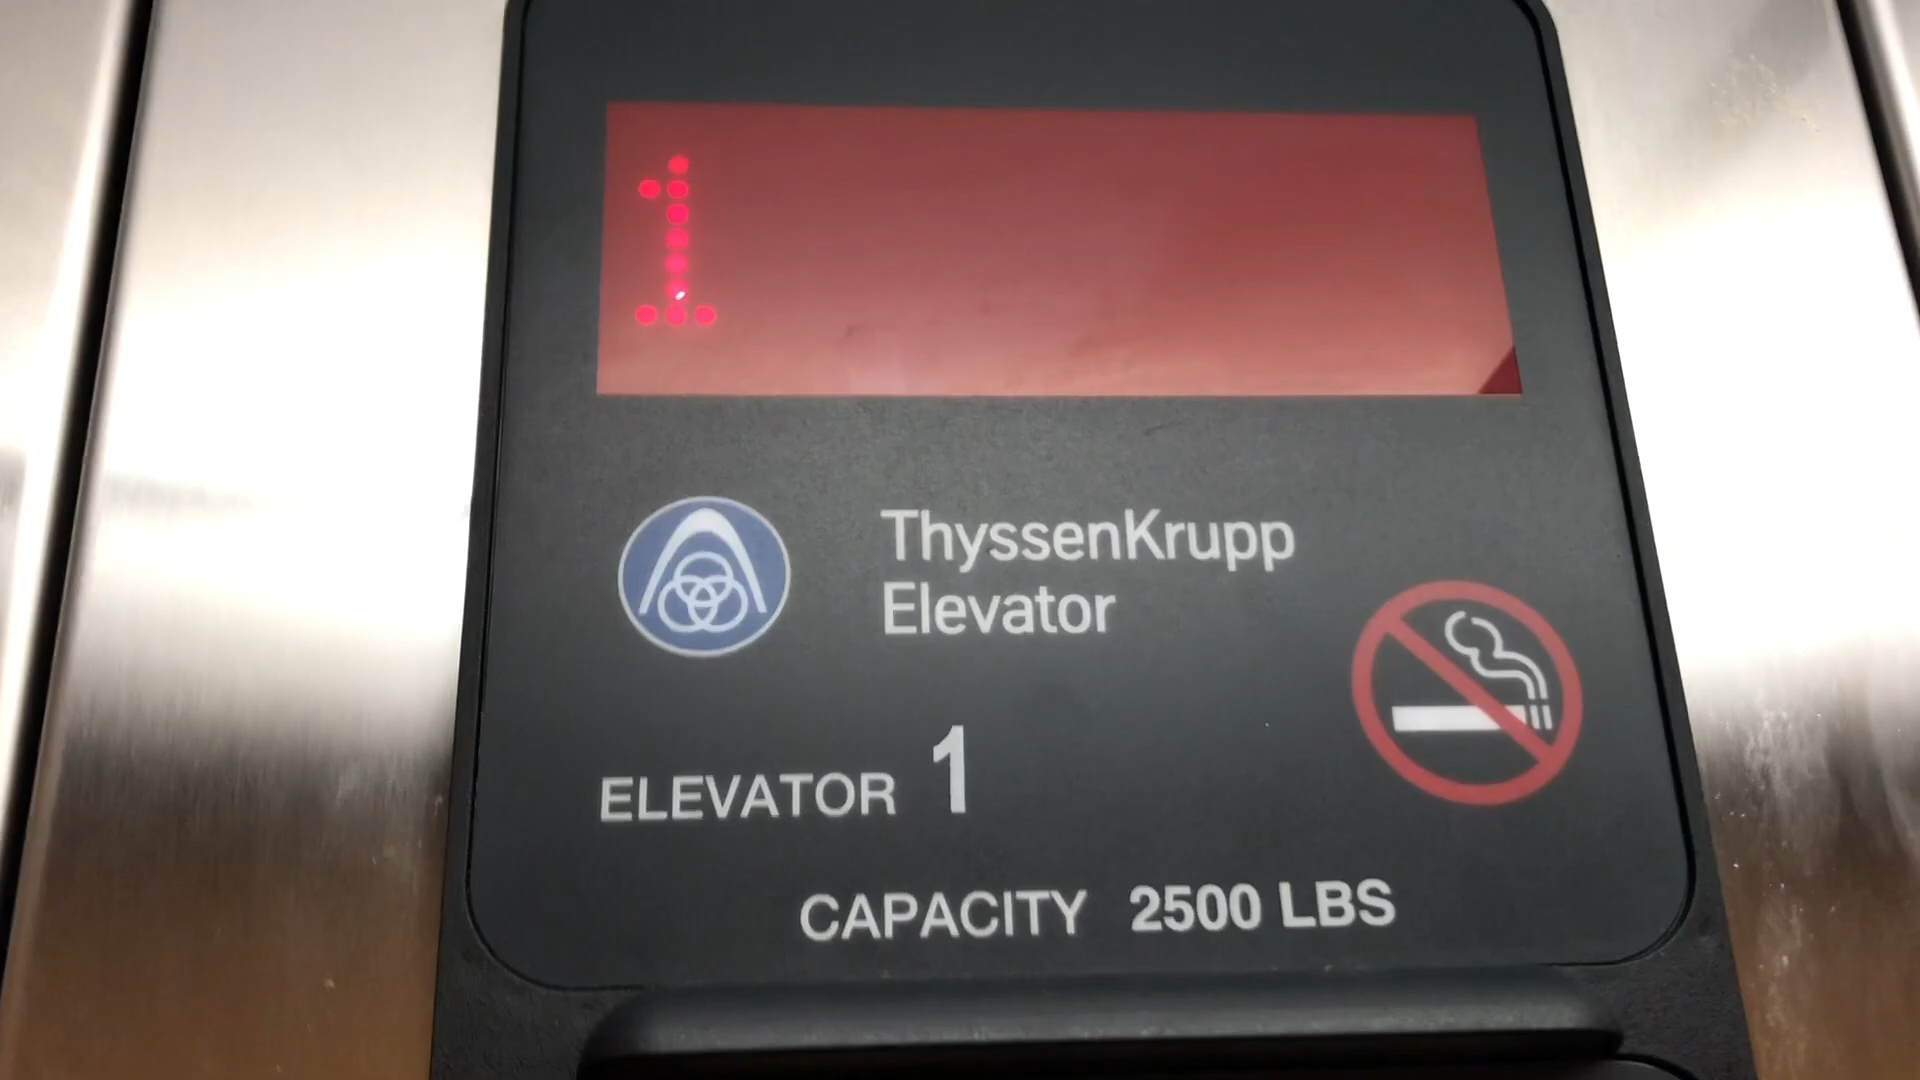 1
ThyssenKrupp
Elevator
ELEVATOR 1
CAPACITY 2500 LBS